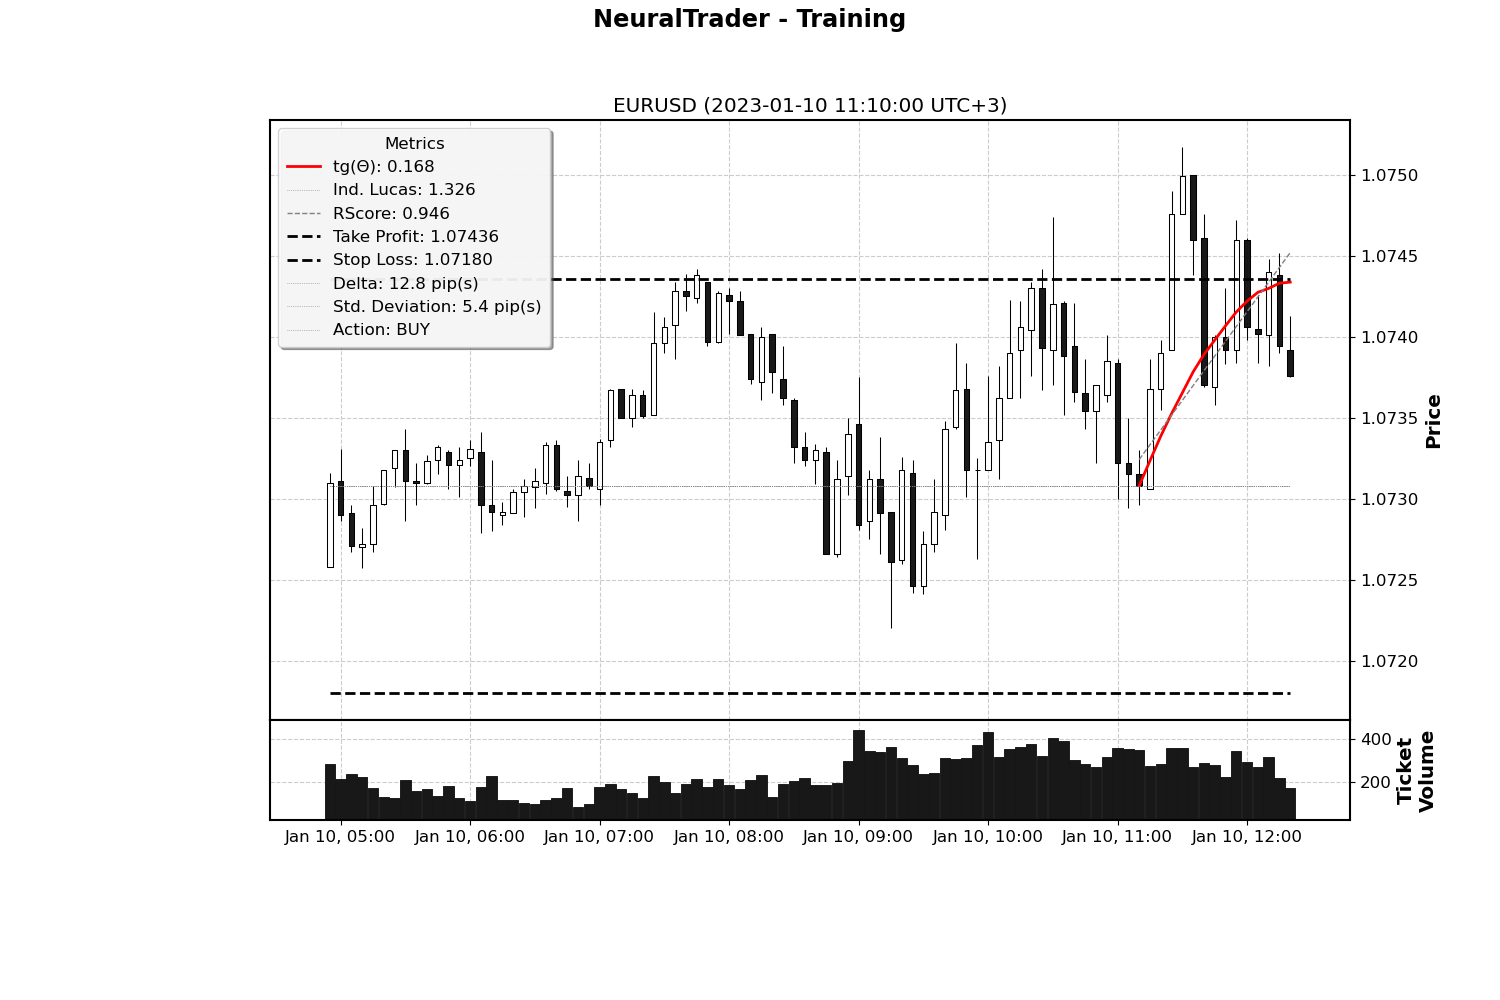 NeuralTrader - Training
EURUSD (2023-01-10 11:10:00 UTC+3)
Metrics
tg(Θ): 0.168
Ind. Lucas: 1.326
RScore: 0.946
Take Profit: 1.07436
Stop Loss: 1.07180
Delta: 12.8 pip(s)
Std. Deviation: 5.4 pip(s)
Action: BUY
1.0750
1.0745
1.0740
1.0735
1.0730
1.0725
1.0720
Price
400
200
Ticket
Volume
Jan 10, 05:00
Jan 10, 06:00
Jan 10, 07:00
Jan 10, 08:00
Jan 10, 09:00
Jan 10, 10:00
Jan 10, 11:00
Jan 10, 12:00